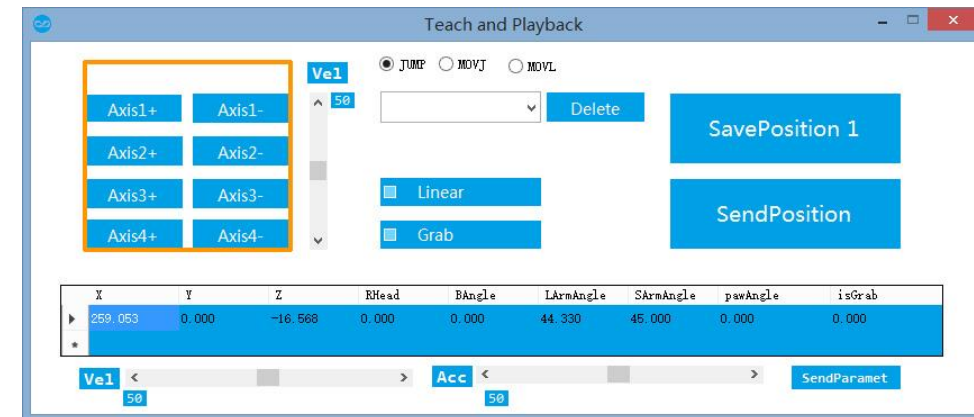 Teach and Playback
Vel
JUMP MOVJ MOVL
50
Delete
Axis1+ Axis1-
SavePosition 1
Axis2+ Axis2-
Axis3+ Axis3-
Linear
SendPosition
Axis4+ Axis4-
Grab
X Y Z RHead BAngle LArmAngle SArmAngle pawAngle isGrab
259.053 0.000 -16.568 0.000 0.000 44.330 45.000 0.000 0.000
Vel Acc SendParamet
50 50